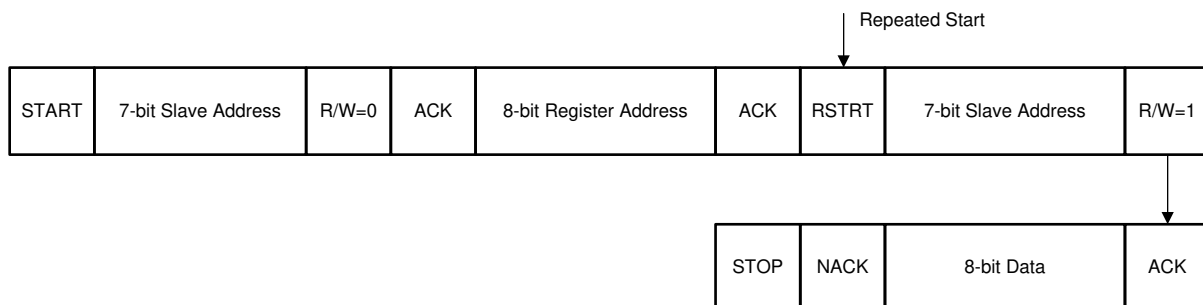 Repeated Start
START 7-bit Slave Address R/W=0 ACK 8-bit Register Address ACK RSTRT 7-bit Slave Address R/W=1
STOP NACK 8-bit Data ACK